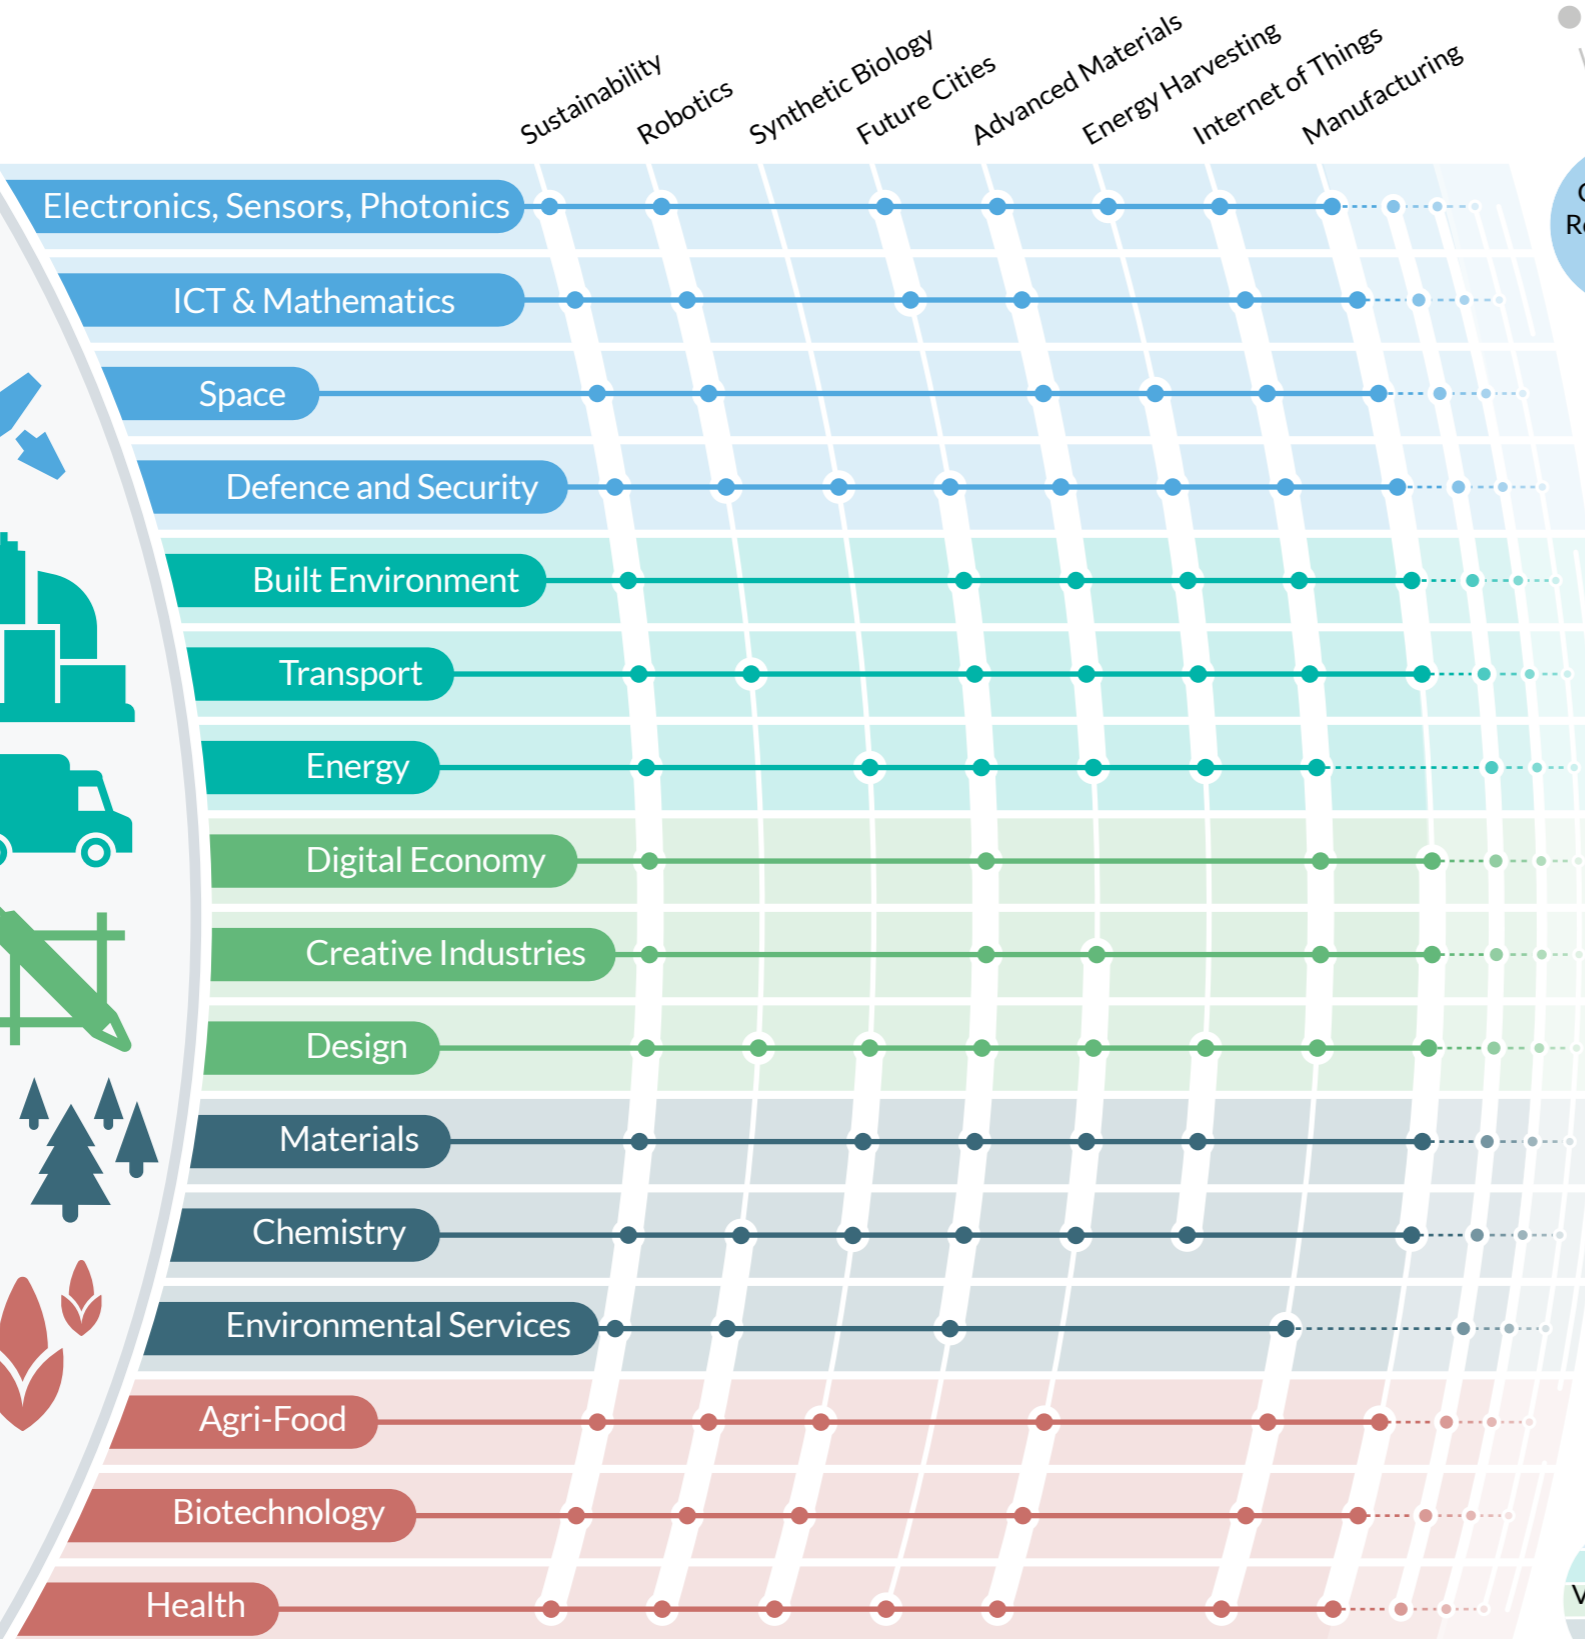 Sustainability
Robotics
Synthetic Biology
Future Cities
Advanced Materials
Energy Harvesting
Internet of Things
Manufacturing
Electronics, Sensors, Photonics
ICT & Mathematics
Space
Defence and Security
Built Environment
Transport
Energy
Digital Economy
Creative Industries
Design
Materials
Chemistry
Environmental Services
Agri-Food
Biotechnology
Health